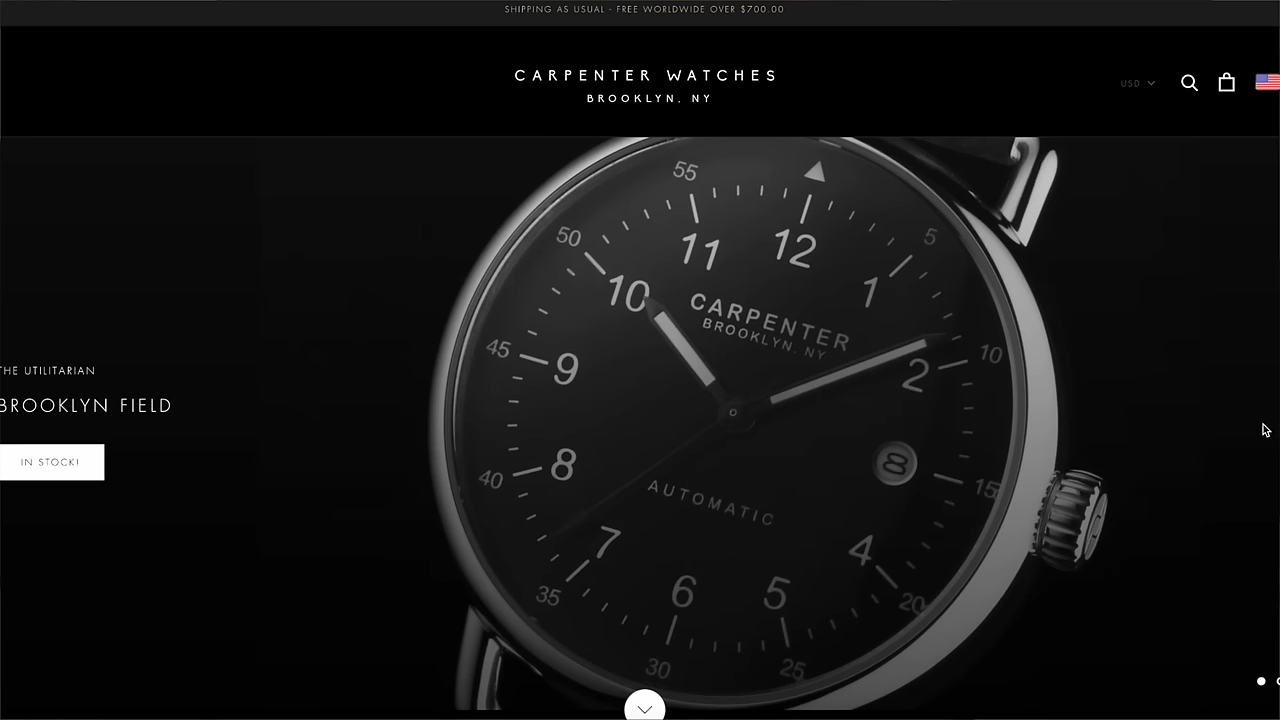 SHIPPING AS USUAL - FREE WORLDWIDE OVER $700.00
CARPENTER WATCHES
BROOKLYN, NY
USD
55
5
50
11
12
1
10
CARPENTER
BROOKLYN, NY
45
9
10
2
THE UTILITARIAN
BROOKLYN FIELD
IN STOCK!
8
8
15
40
AUTOMATIC
7
4
6
5
35
20
30
25